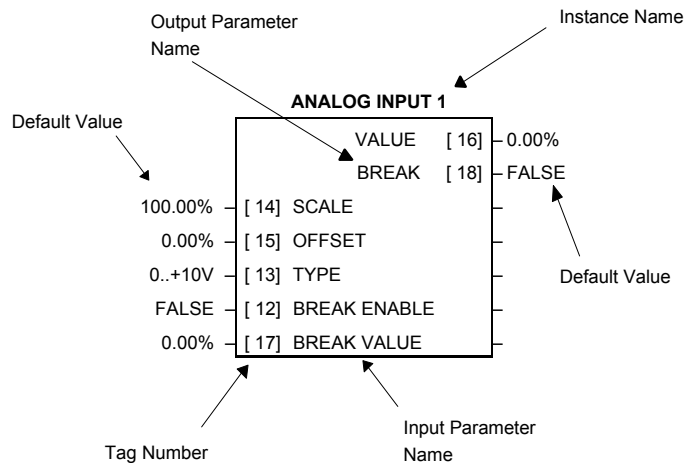 Output Parameter
Name
Instance Name
ANALOG INPUT 1
Default Value
VALUE [ 16] 0.00%
BREAK [ 18] FALSE
100.00% [ 14] SCALE
0.00% [ 15] OFFSET
0..+10V [ 13] TYPE
Default Value
FALSE [ 12] BREAK ENABLE
0.00% [ 17] BREAK VALUE
Input Parameter
Name
Tag Number